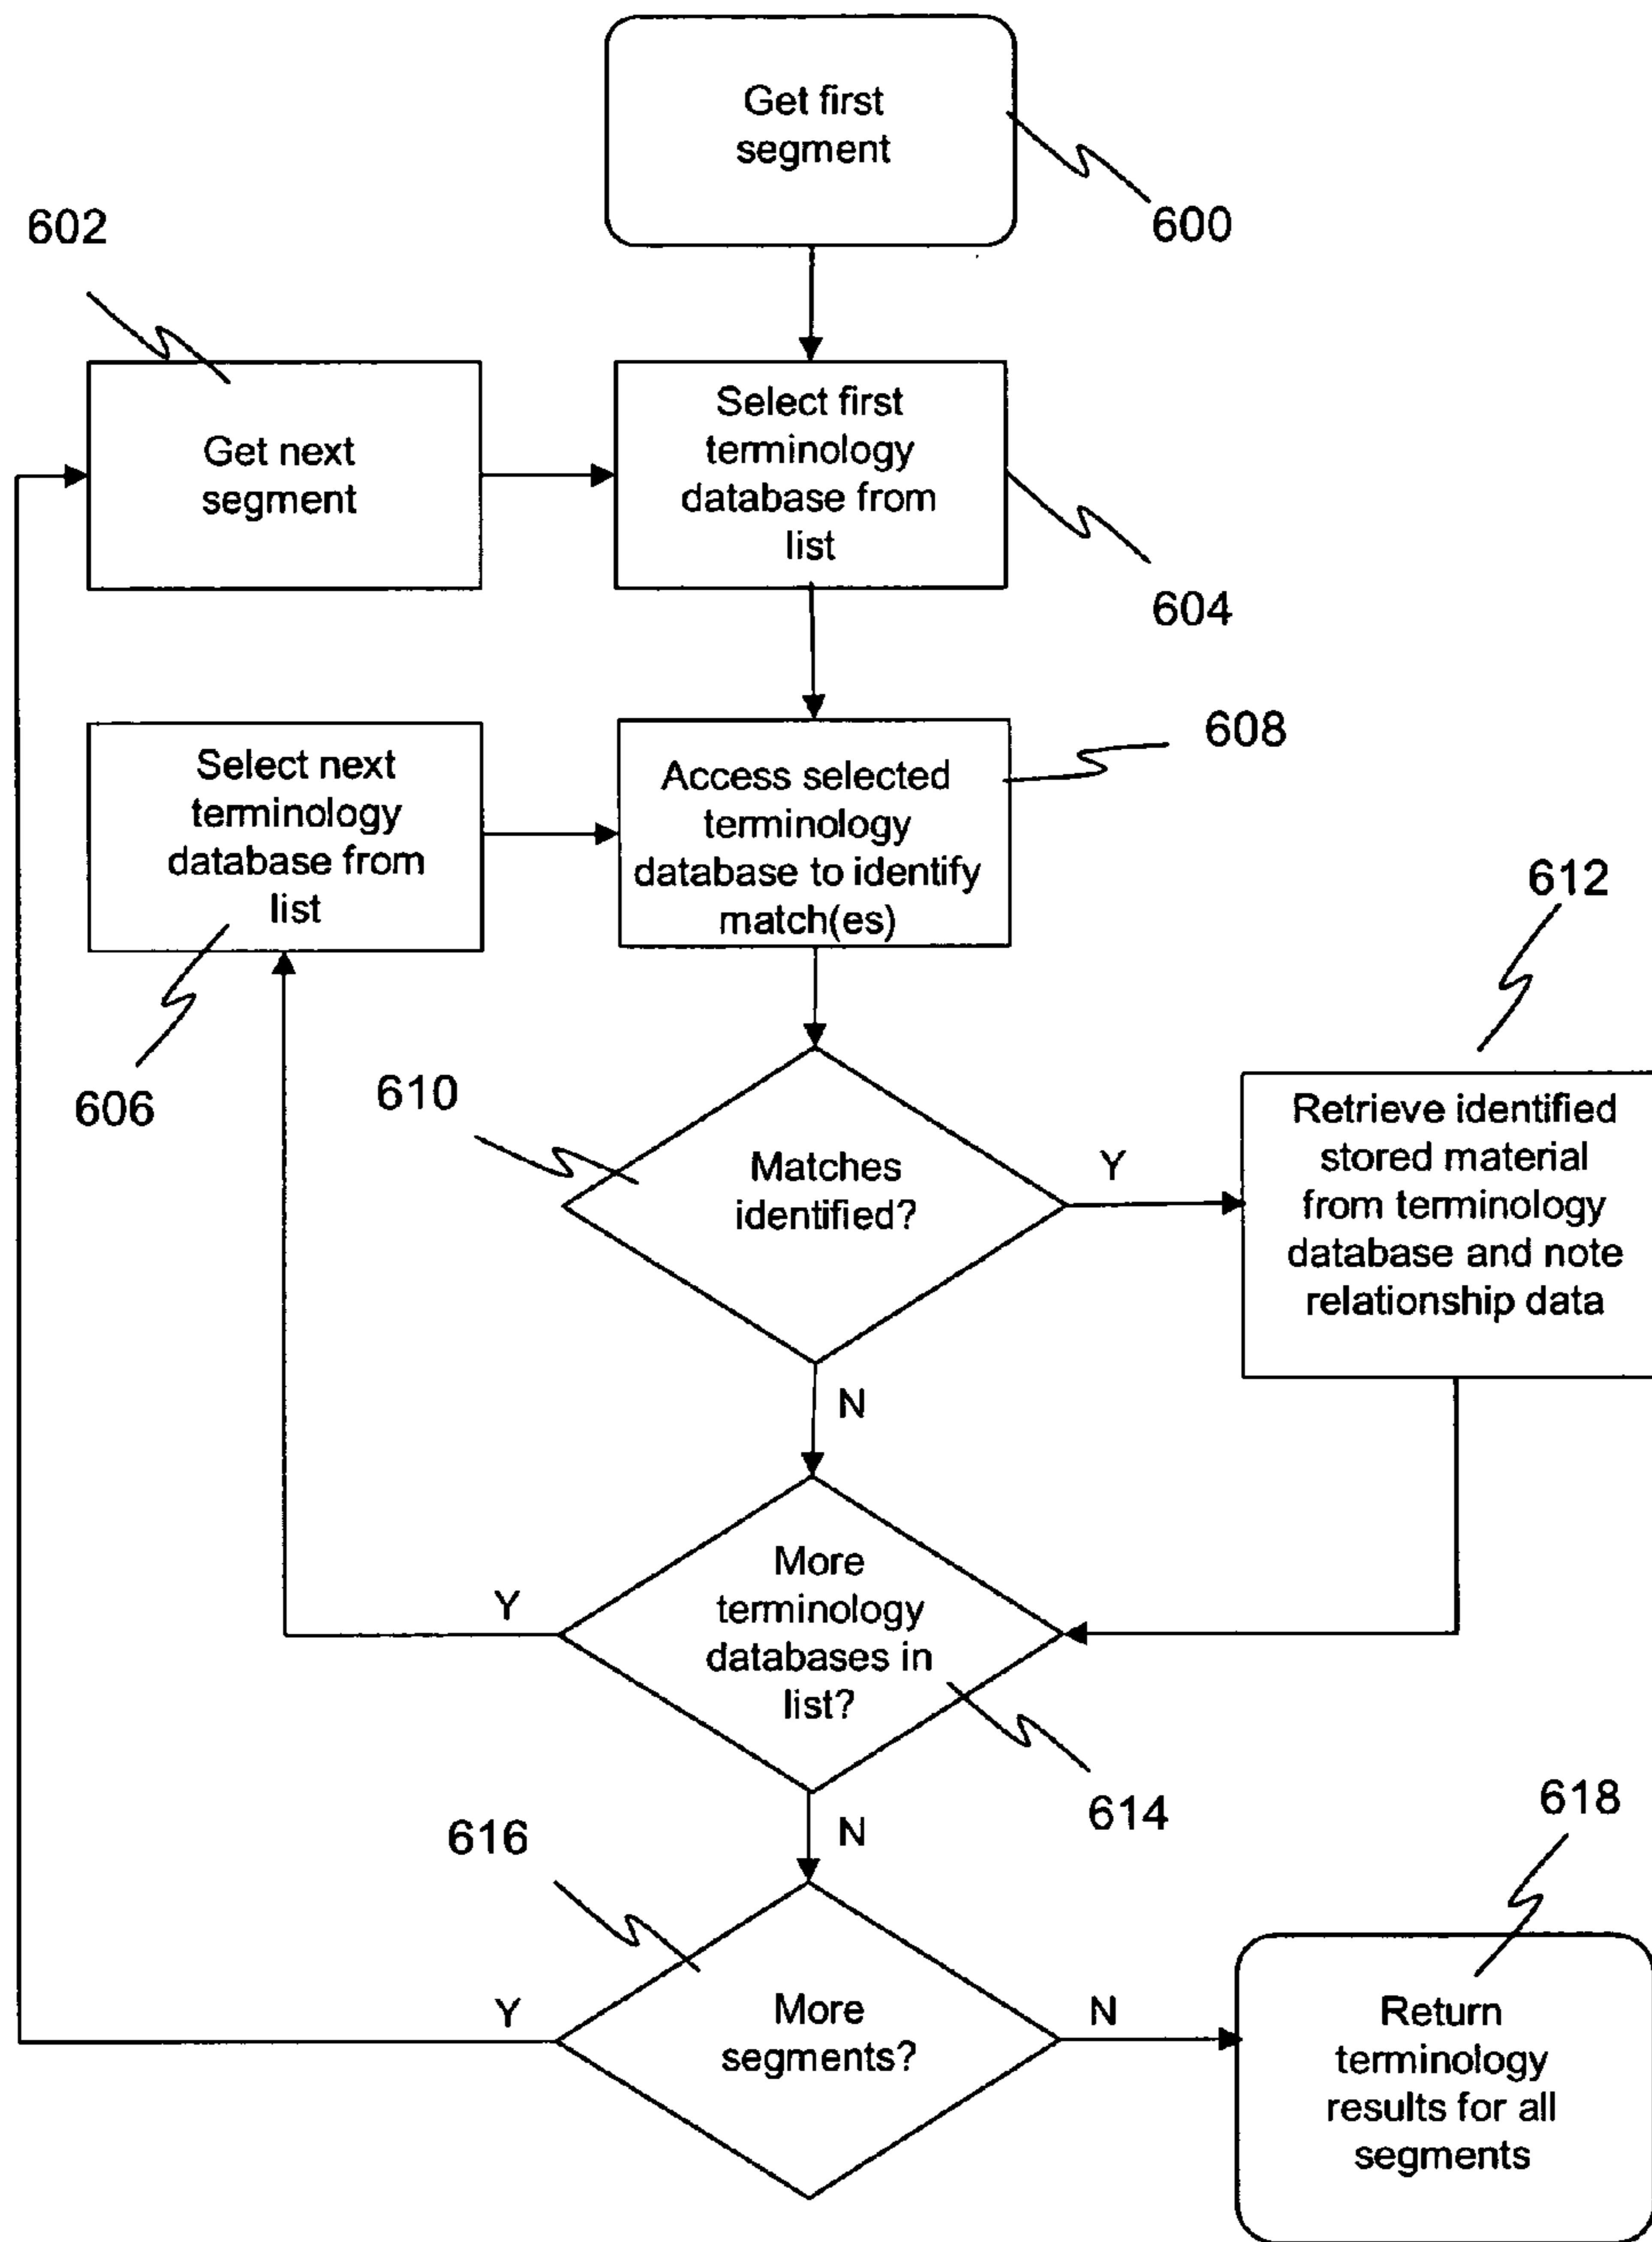 Get first
segment
600
602
Get next
segment
Select first
terminology
database from
list
604
Select next
terminology
database from
list
606
Access selected
terminology
database to identify
match(es)
608
610
Matches
identified?
Y
N
612
Retrieve identified
stored material
from terminology
database and note
relationship data
More
terminology
databases in
list?
Y
N
614
616
More
segments?
Y
N
618
Return
terminology
results for all
segments